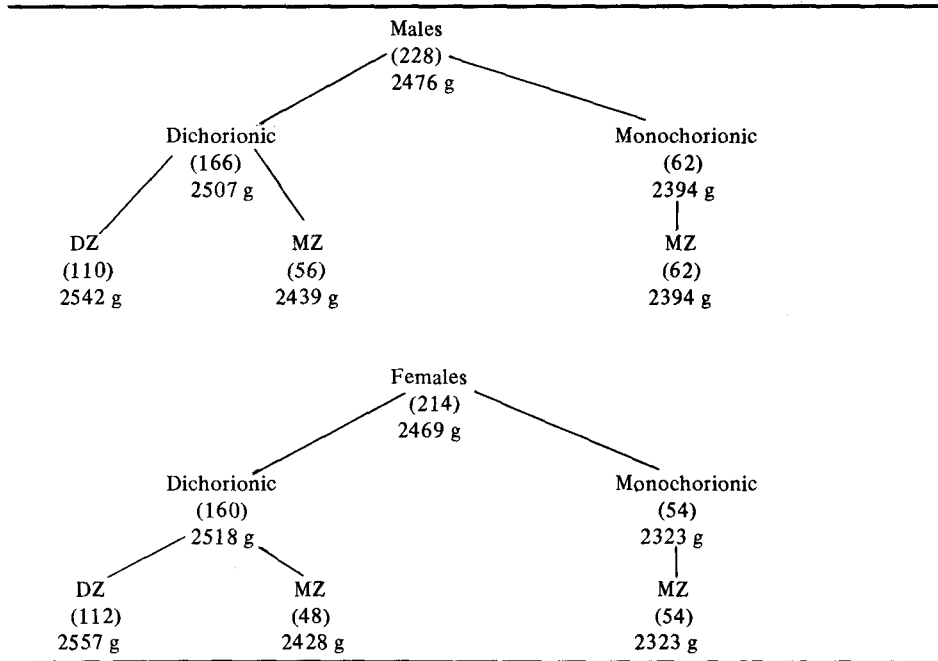 Males
(228)
2476 g
Dichorionic Monochorionic
(166) (62)
2507 g 2394 g
DZ MZ MZ
(110) (56) (62)
2542 g 2439 g 2394 g
Females
(214)
2469 g
Dichorionic Monochorionic
(160) (54)
2518 g 2323 g
DZ MZ MZ
(112) (48) (54)
2557 g 2428 g 2323 g